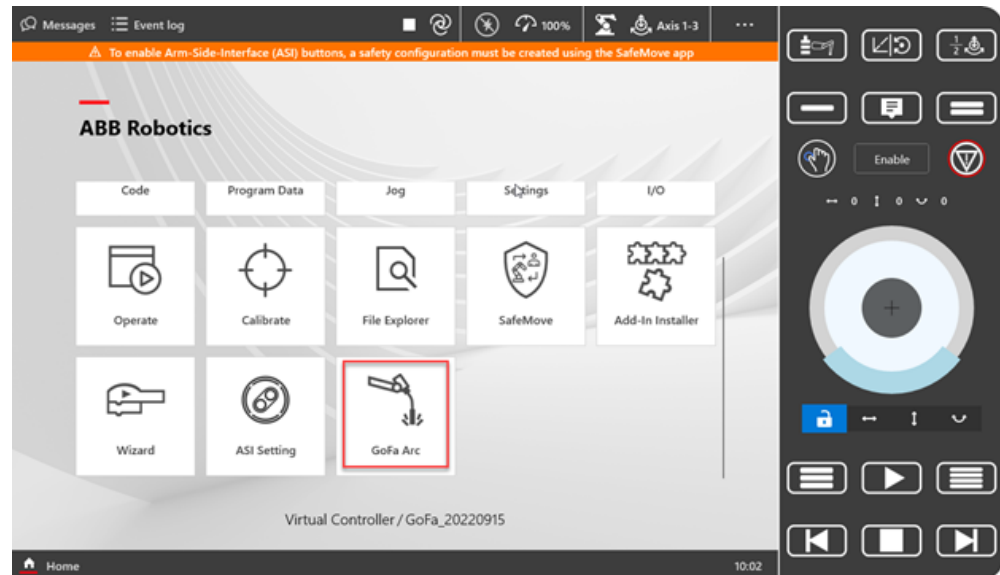 Messages Event log 100% Axis 1-3 ...
To enable Arm-Side-Interface (ASI) buttons, a safety configuration must be created using the SafeMove app
ABB Robotics
Code Program Data Jog Settings I/O
Operate Calibrate File Explorer SafeMove Add-In Installer
Wizard ASI Setting GoFa Arc
Virtual Controller / GoFa_20220915
Home 10:02
1
2
Enable
0 0 0